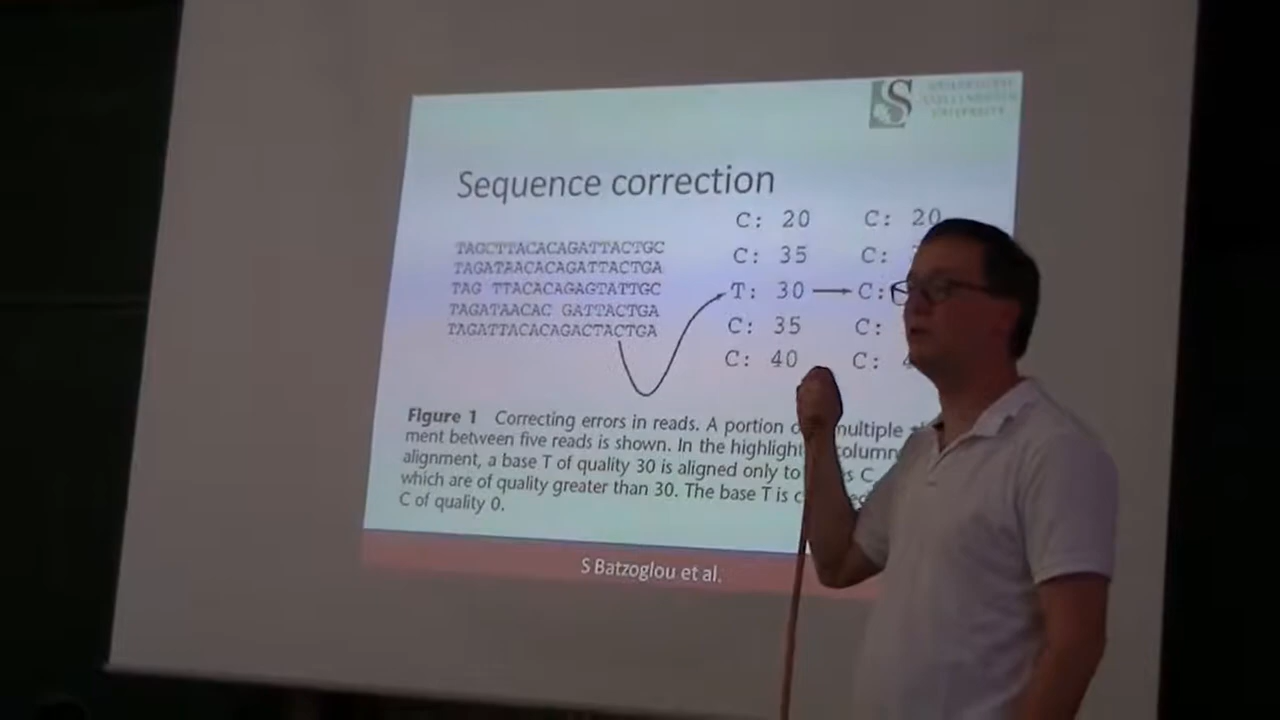 Sequence correction
TAGCTTACACAGATTACTGC
TAGATAACACAGATTACTGA
TAG TTACACAGAGTATTGC
TAGATAACAC GATTACTGA
TAGATTACACAGACTACTGA
C: 20 C: 20
C: 35 C:
T: 30 C:
C: 35 C:
C: 40 C:
Figure 1 Correcting errors in reads. A portion multiple
ment between five reads is shown. In the
alignment, a base T of quality 30 is aligned only to C
which are of quality greater than 30. The base T is
C of quality 0.
S Batzoglou et al.